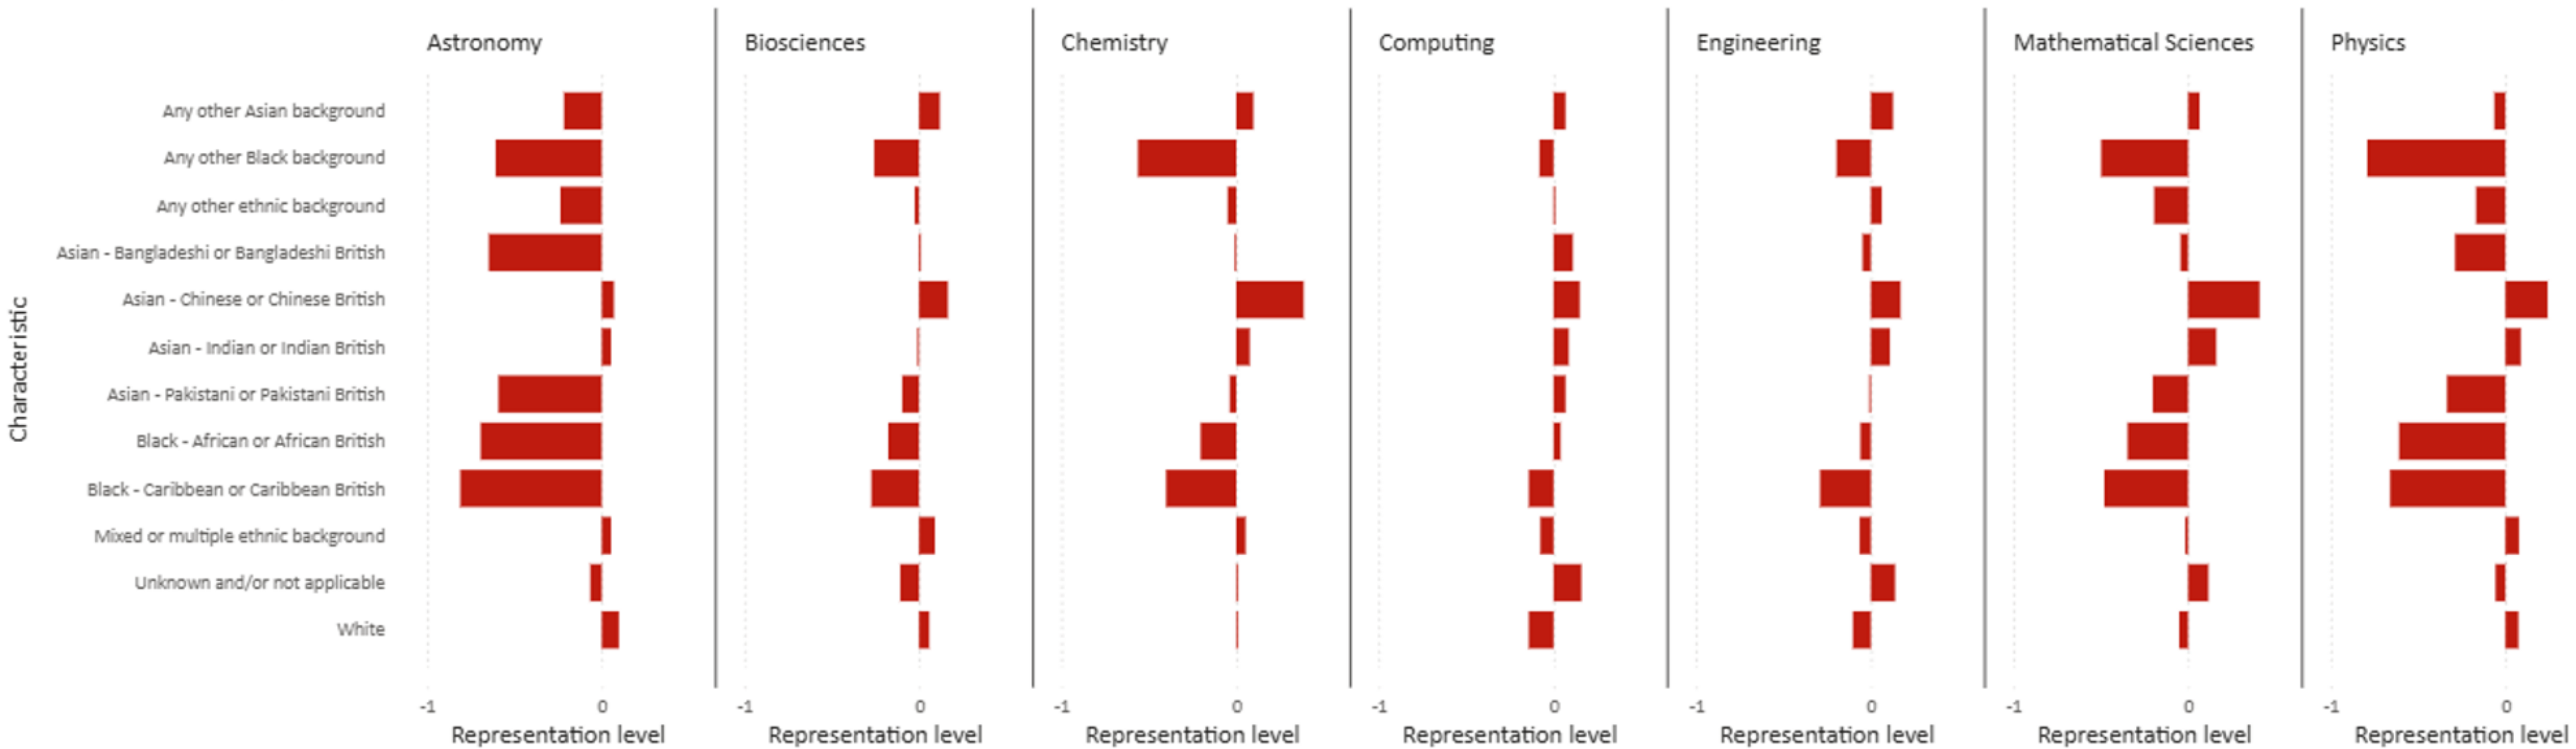 Astronomy
Biosciences
Chemistry
Computing
Engineering
Mathematical Sciences
Physics
Characteristic
Any other Asian background
Any other Black background
Any other ethnic background
Asian - Bangladeshi or Bangladeshi British
Asian - Chinese or Chinese British
Asian - Indian or Indian British
Asian - Pakistani or Pakistani British
Black - African or African British
Black - Caribbean or Caribbean British
Mixed or multiple ethnic background
Unknown and/or not applicable
White
-1 0
-1 0
-1 0
-1 0
-1 0
-1 0
-1 0
Representation level
Representation level
Representation level
Representation level
Representation level
Representation level
Representation level